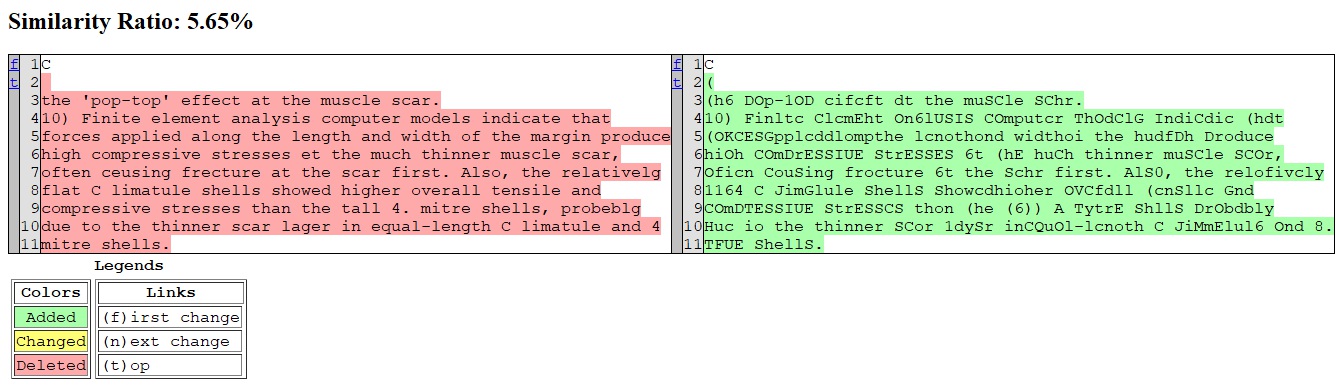 Similarity Ratio: 5.65%
f 1 C f 1 C
t 2 t 2 (
3 the 'pop-top' effect at the muscle scar. 3 (h6 DOp-1OD cifcft dt the muSCle SChr.
4 10) Finite element analysis computer models indicate that 4 10) Finltc ClcmEht On6lUSIS COmputcr ThOdClG IndiCdic (hdt
5 forces applied along the length and width of the margin produce 5 (OKCESGpplcddlompthe lcnothond widthoi the hudfDh Droduce
6 high compressive stresses et the much thinner muscle scar, 6 hiOh COmDrESSIUE StrESSES 6t (hE huCh thinner muSCle SCOr,
7 often ceusing frecture at the scar first. Also, the relativelg 7 Oficn CouSing frocture 6t the Schr first. AlS0, the relofivcly
8 flat C limatule shells showed higher overall tensile and 8 1164 C JimGlule ShellS Showcdhioher OVCfdll (cnSllc Gnd
9 compressive stresses than the tall 4. mitre shells, probeblg 9 COmDTESSIUE StrESSCS thon (he (6)) A TytrE ShllS DrObdbly
10 due to the thinner scar lager in equal-length C limatule and 4 10 Huc io the thinner SCor 1dySr inCQuOl-lcnoth C JiMmElul6 Ond 8.
11 mitre shells. 11 TFUE ShellS.
Legends
Colors Links
Added (f)irst change
Changed (n)ext change
Deleted (t)op